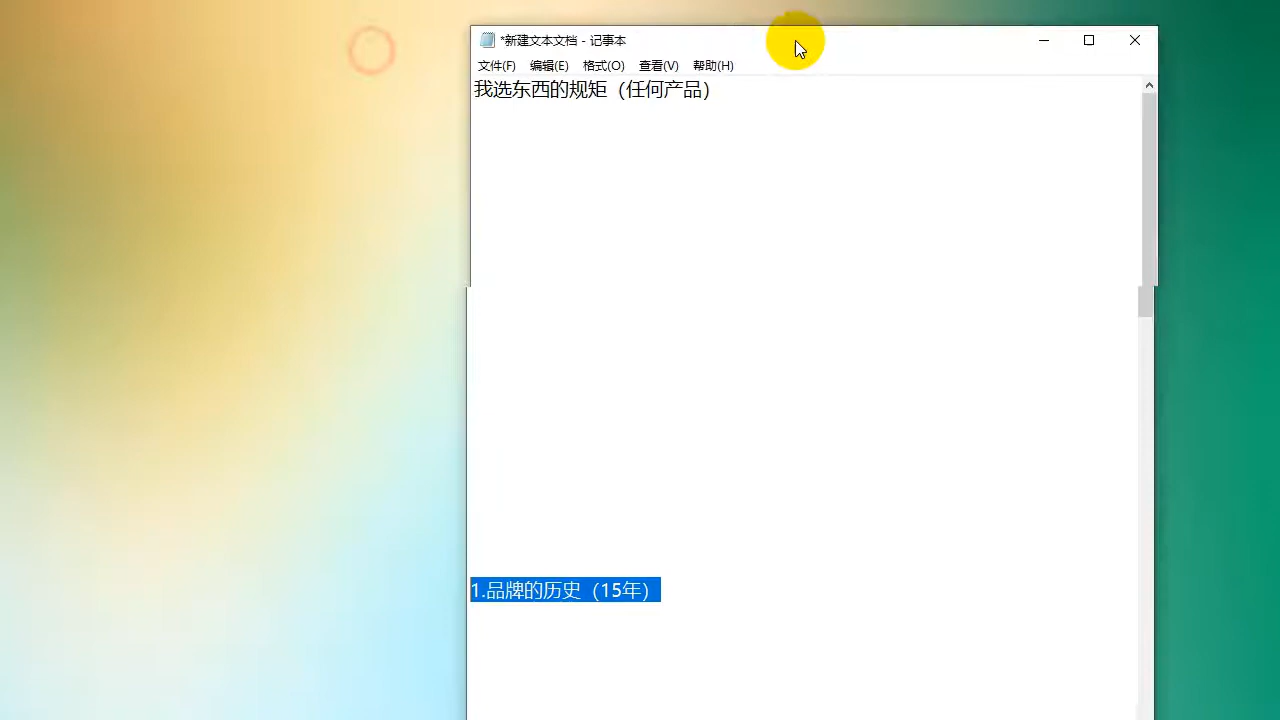 *新建文本文档 - 记事本
文件(F) 编辑(E) 格式(O) 查看(V) 帮助(H)
我选东西的规矩（任何产品）
1.品牌的历史（15年）